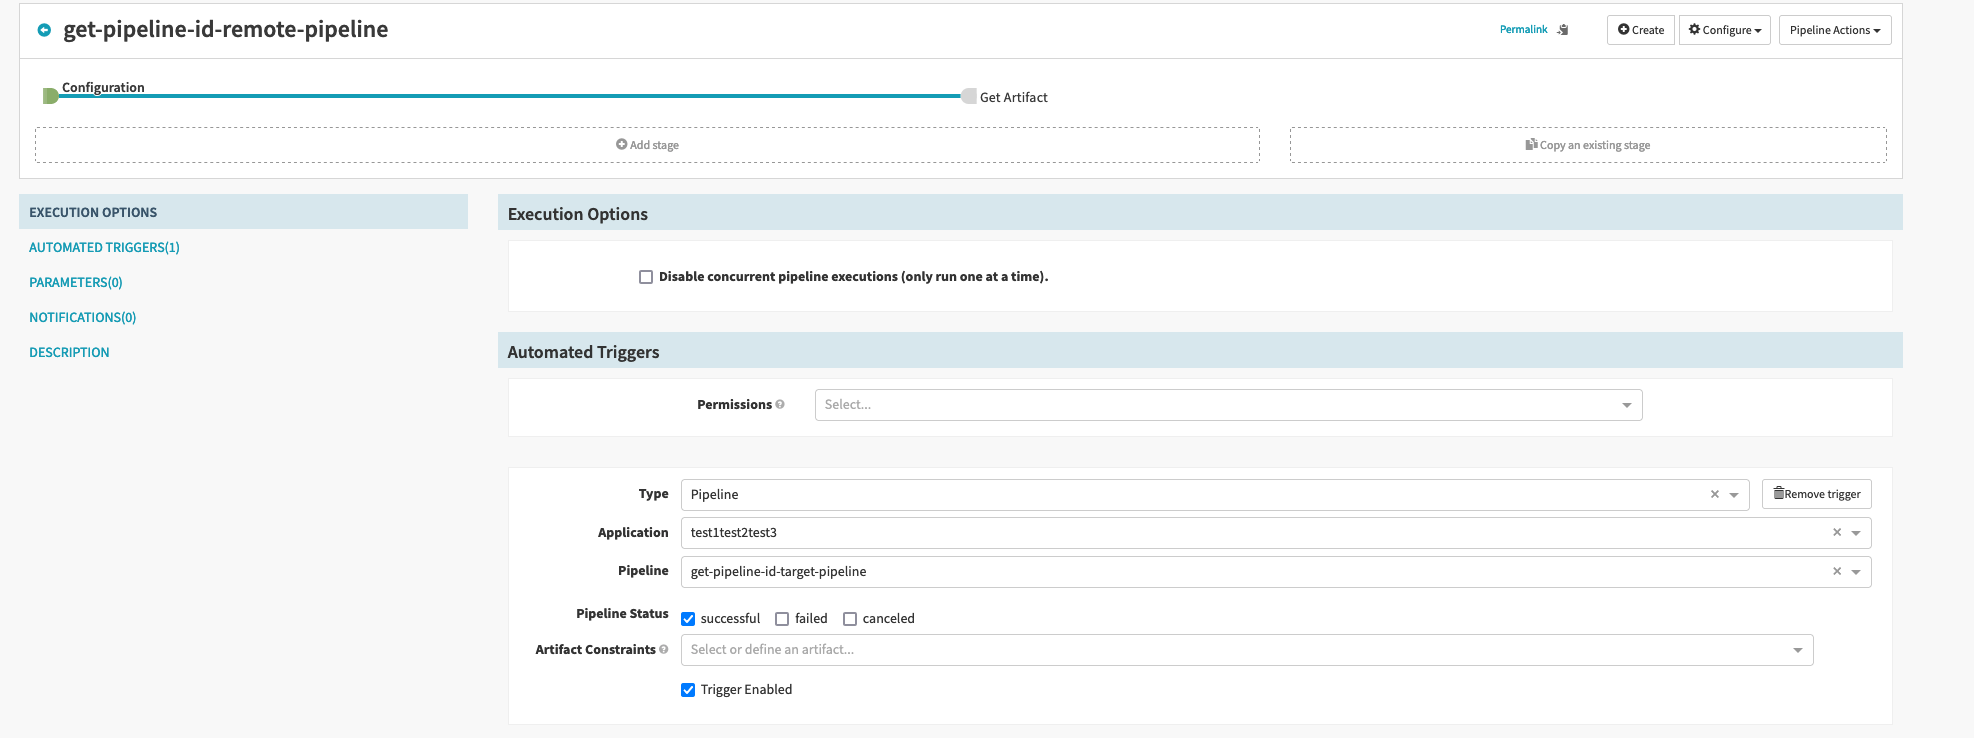 get-pipeline-id-remote-pipeline
Permalink
Create
Configure
Pipeline Actions
Configuration
Get Artifact
Add stage
Copy an existing stage
EXECUTION OPTIONS
AUTOMATED TRIGGERS(1)
PARAMETERS(0)
NOTIFICATIONS(0)
DESCRIPTION
Execution Options
Disable concurrent pipeline executions (only run one at a time).
Automated Triggers
Permissions
Select...
Type
Pipeline
Remove trigger
Application
test1test2test3
Pipeline
get-pipeline-id-target-pipeline
Pipeline Status
successful
failed
canceled
Artifact Constraints
Select or define an artifact...
Trigger Enabled